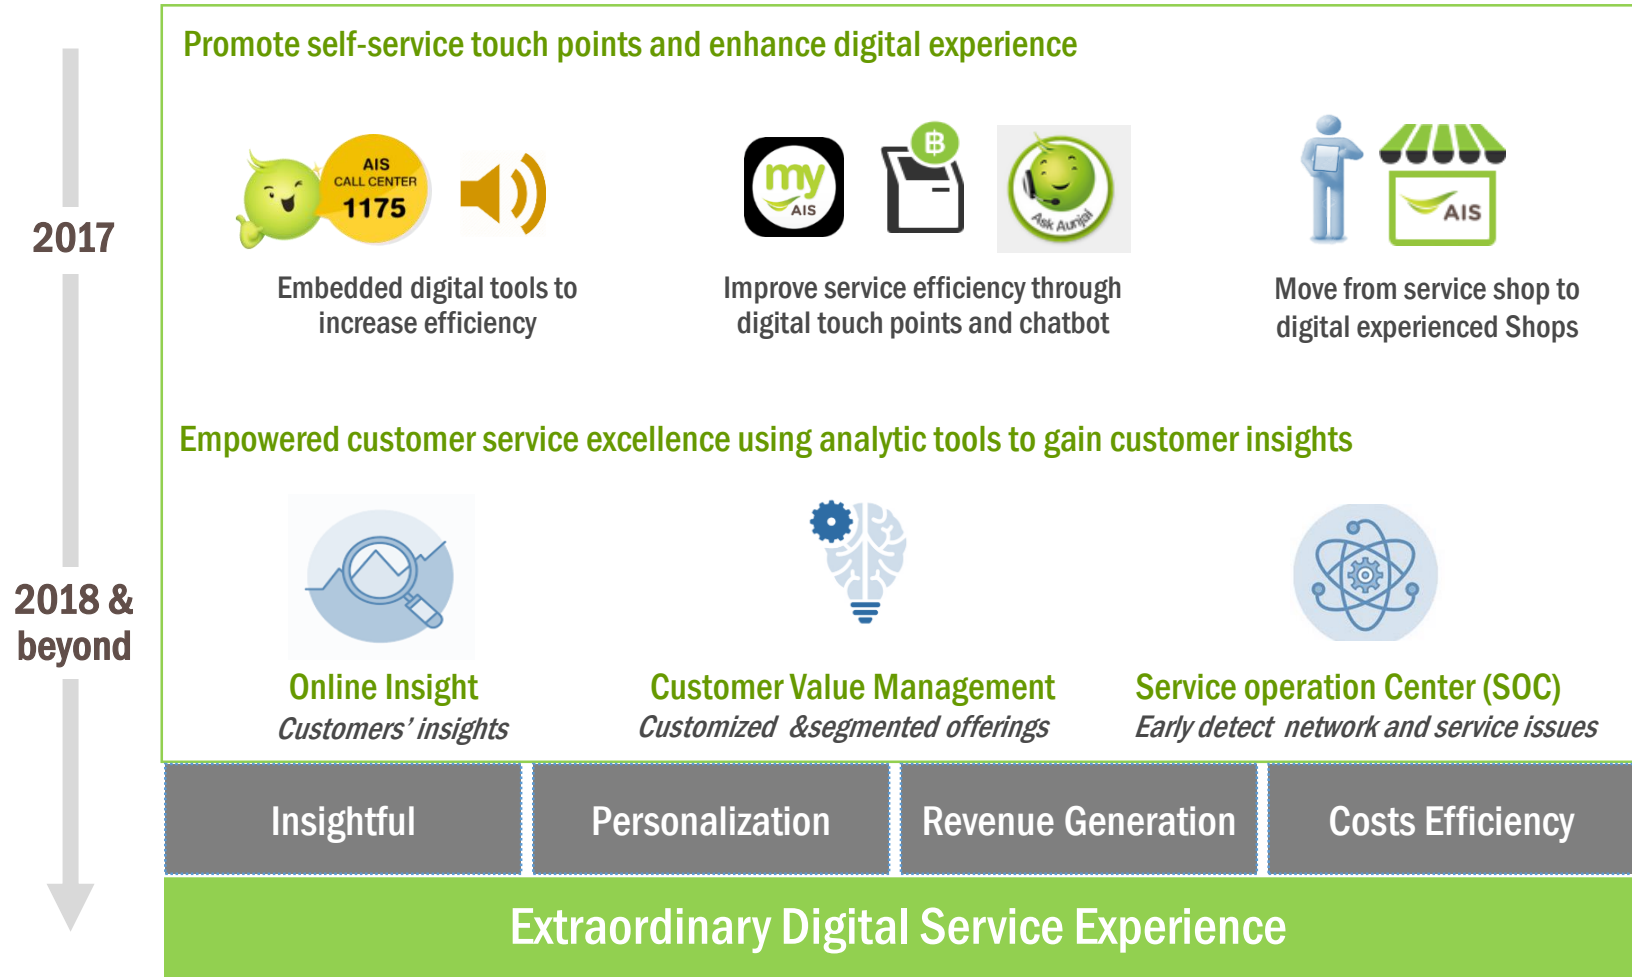 Promote self-service touch points and enhance digital experience
AIS
CALL CENTER
1175
my
AIS
฿
Ask Aunjai
AIS
2017
Embedded digital tools to
increase efficiency
Improve service efficiency through
digital touch points and chatbot
Move from service shop to
digital experienced Shops
Empowered customer service excellence using analytic tools to gain customer insights
2018 &
beyond
Online Insight
Customers' insights
Customer Value Management
Customized &segmented offerings
Service operation Center (SOC)
Early detect network and service issues
Insightful
Personalization
Revenue Generation
Costs Efficiency
Extraordinary Digital Service Experience